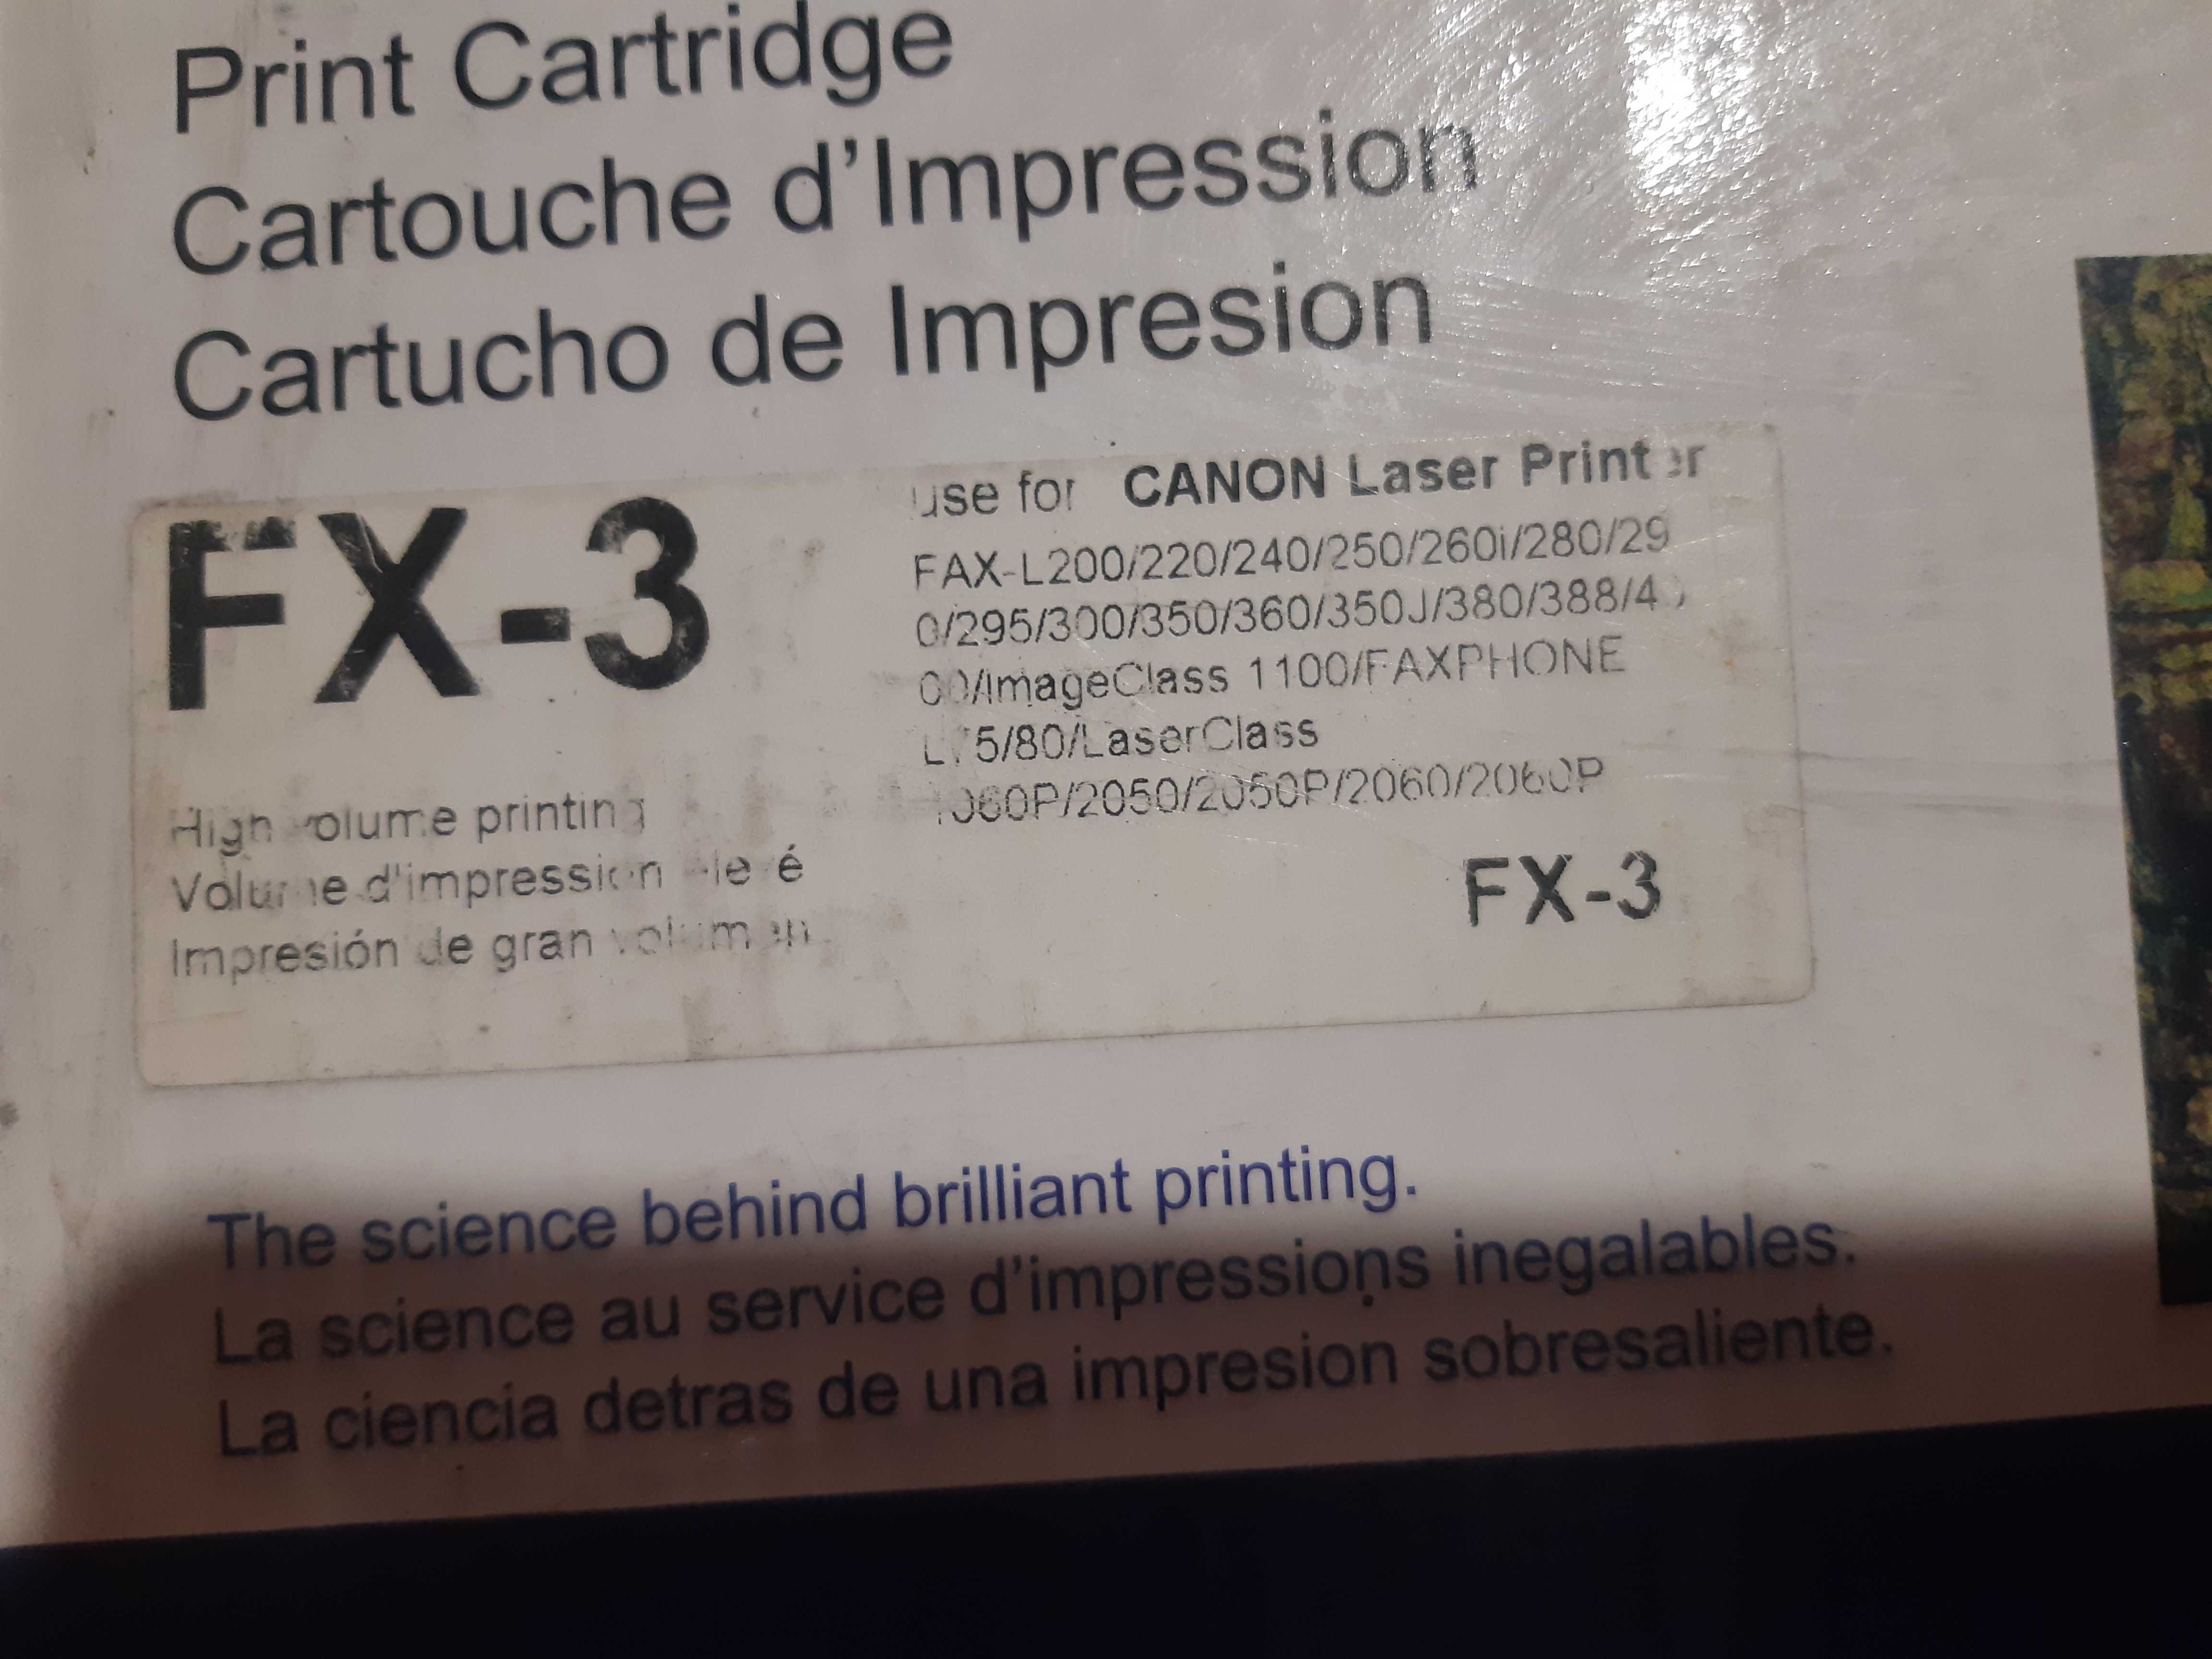 Print Cartridge
Cartouche d'Impression
Cartucho de Impresion
FX-3
use for CANON Laser Printer
FAX-L200/220/240/250/260i/280/29
0/295/300/350/360/350J/380/388/4
00/ImageClass 1100/FAXPHONE
5/80/LaserClass
060P/2050/2050P/2060/2060P
FX-3
High volume printing
Volume d'impression élevé
Impresión de gran volumen
The science behind brilliant printing.
La science au service d'impressions inegalables.
La ciencia detras de una impresion sobresaliente.